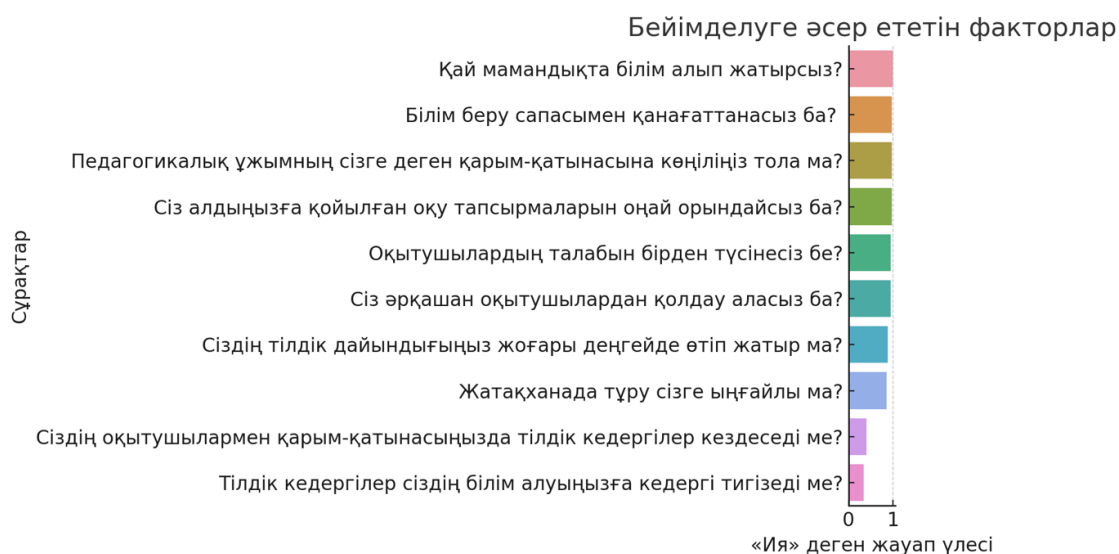 Бейімделуге әсер ететін факторлар
Қай мамандықта білім алып жатырсыз?
Білім беру сапасымен қанағаттанасыз ба?
Педагогикалық ұжымның сізге деген қарым-қатынасына көңіліңіз тола ма?
Сіз алдыңызға қойылған оқу тапсырмаларын оңай орындайсыз ба?
Оқытушылардың талабын бірден түсінесіз бе?
Сіз әрқашан оқытушылардан қолдау аласыз ба?
Сіздің тілдік дайындығыңыз жоғары деңгейде өтіп жатыр ма?
Жатақханада тұру сізге ыңғайлы ма?
Сіздің оқытушылармен қарым-қатынасыңызда тілдік кедергілер кездеседі ме?
Тілдік кедергілер сіздің білім алуыңызға кедергі тигізеді ме?
Сұрақтар
0 1
«Ия» деген жауап үлесі